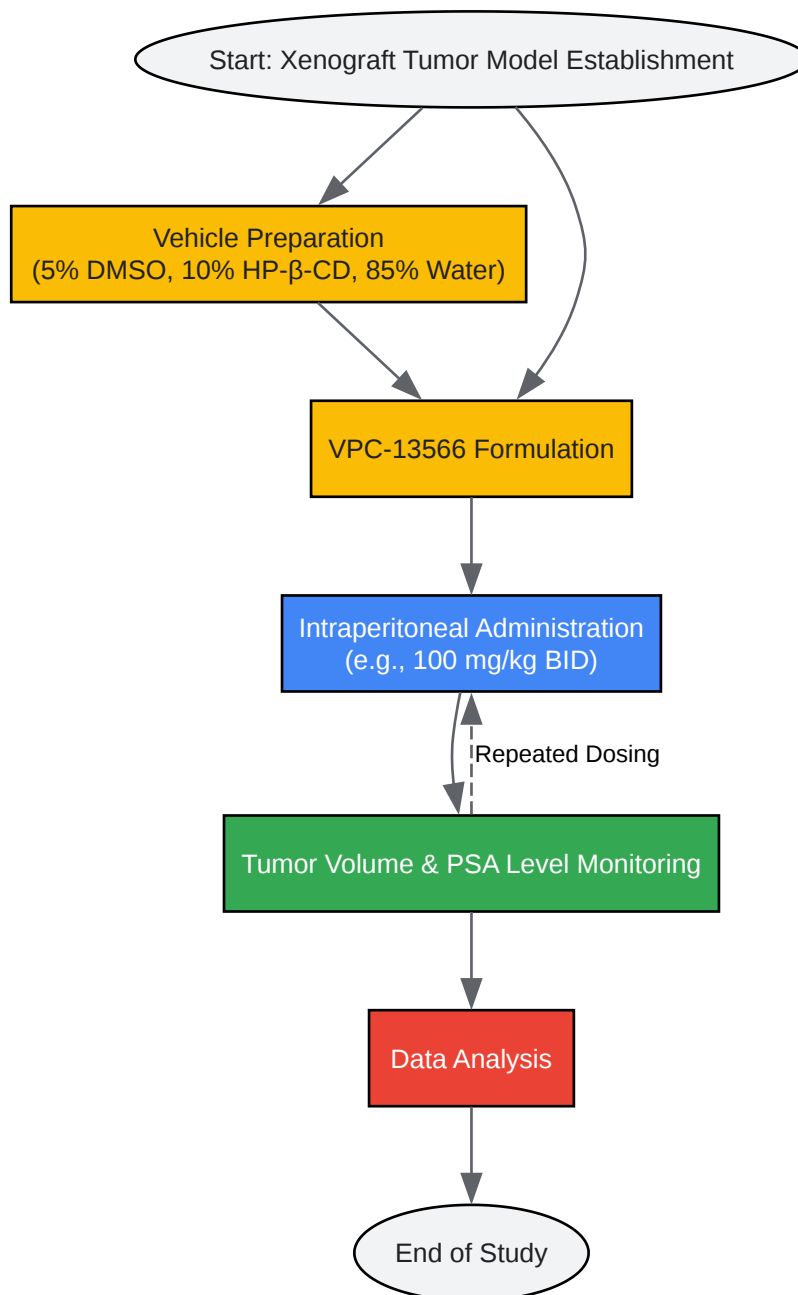 Start: Xenograft Tumor Model Establishment
Vehicle Preparation
(5% DMSO, 10% HP-β-CD, 85% Water)
VPC-13566 Formulation
Intraperitoneal Administration
(e.g., 100 mg/kg BID)
Repeated Dosing
Tumor Volume & PSA Level Monitoring
Data Analysis
End of Study